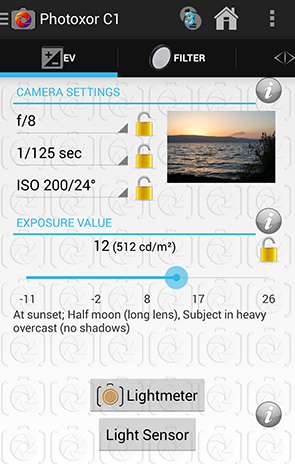 Photoxor C1
EV
FILTER
CAMERA SETTINGS
f/8
1/125 sec
ISO 200/24°
EXPOSURE VALUE
12 (512 cd/m²)
-11 -2 8 17 26
At sunset; Half moon (long lens), Subject in heavy
overcast (no shadows)
Lightmeter
Light Sensor